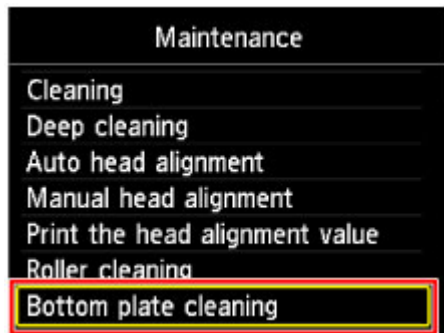 Maintenance
Cleaning
Deep cleaning
Auto head alignment
Manual head alignment
Print the head alignment value
Roller cleaning
Bottom plate cleaning